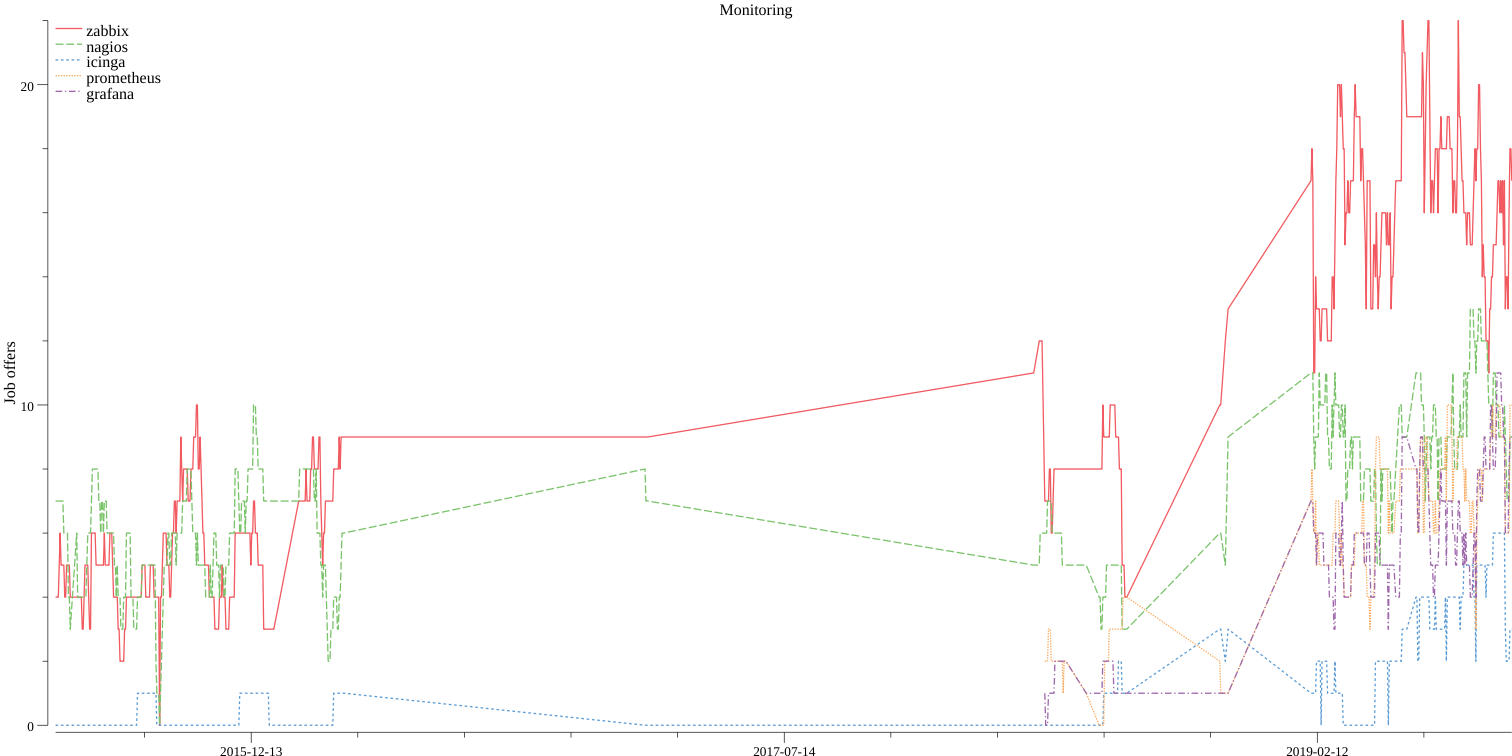 Monitoring
zabbix
nagios
icinga
prometheus
grafana
20
10
0
Job offers
2015-12-13
2017-07-14
2019-02-12